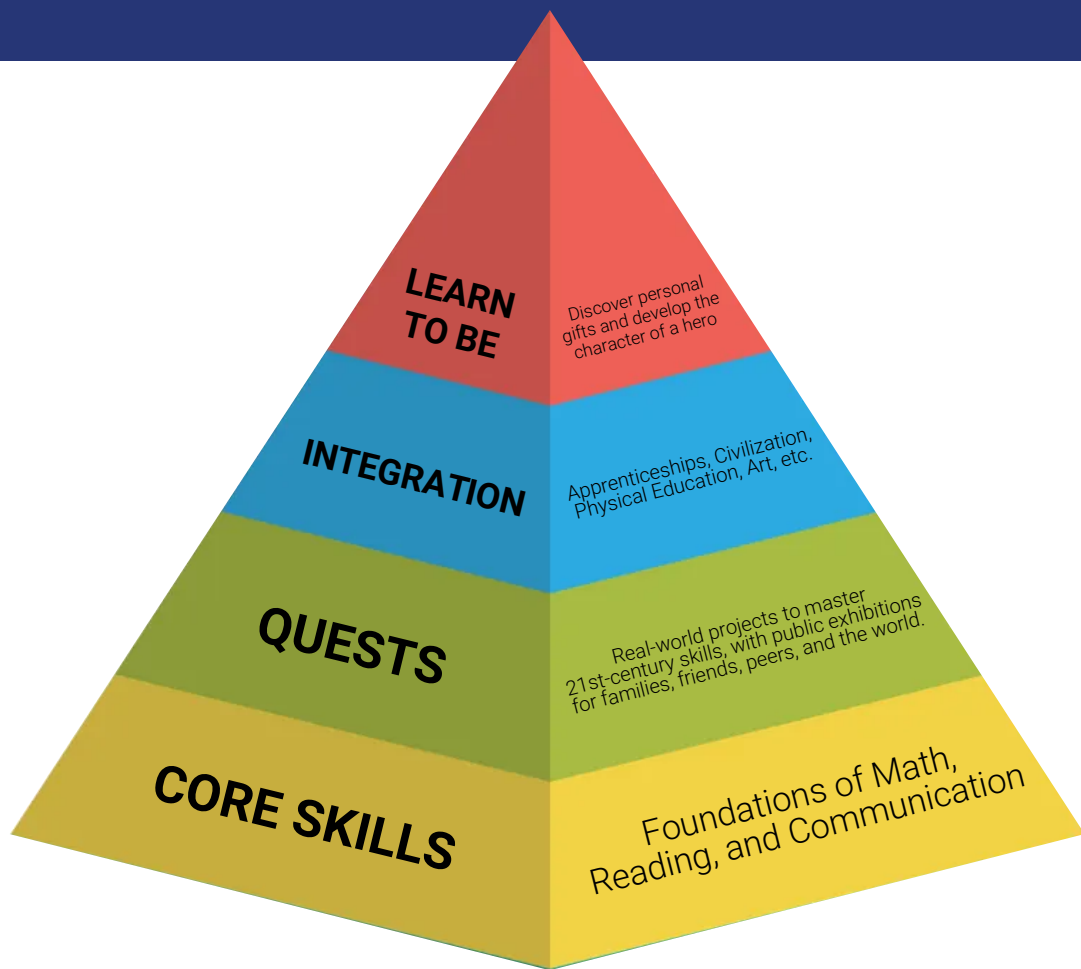 LEARN
TO BE
Discover personal
gifts and develop the
character of a hero
INTEGRATION
Apprenticeships, Civilization,
Physical Education, Art, etc.
QUESTS
Real-world projects to master
21st-century skills, with public exhibitions
for families, friends, peers, and the world.
CORE SKILLS
Foundations of Math,
Reading, and Communication